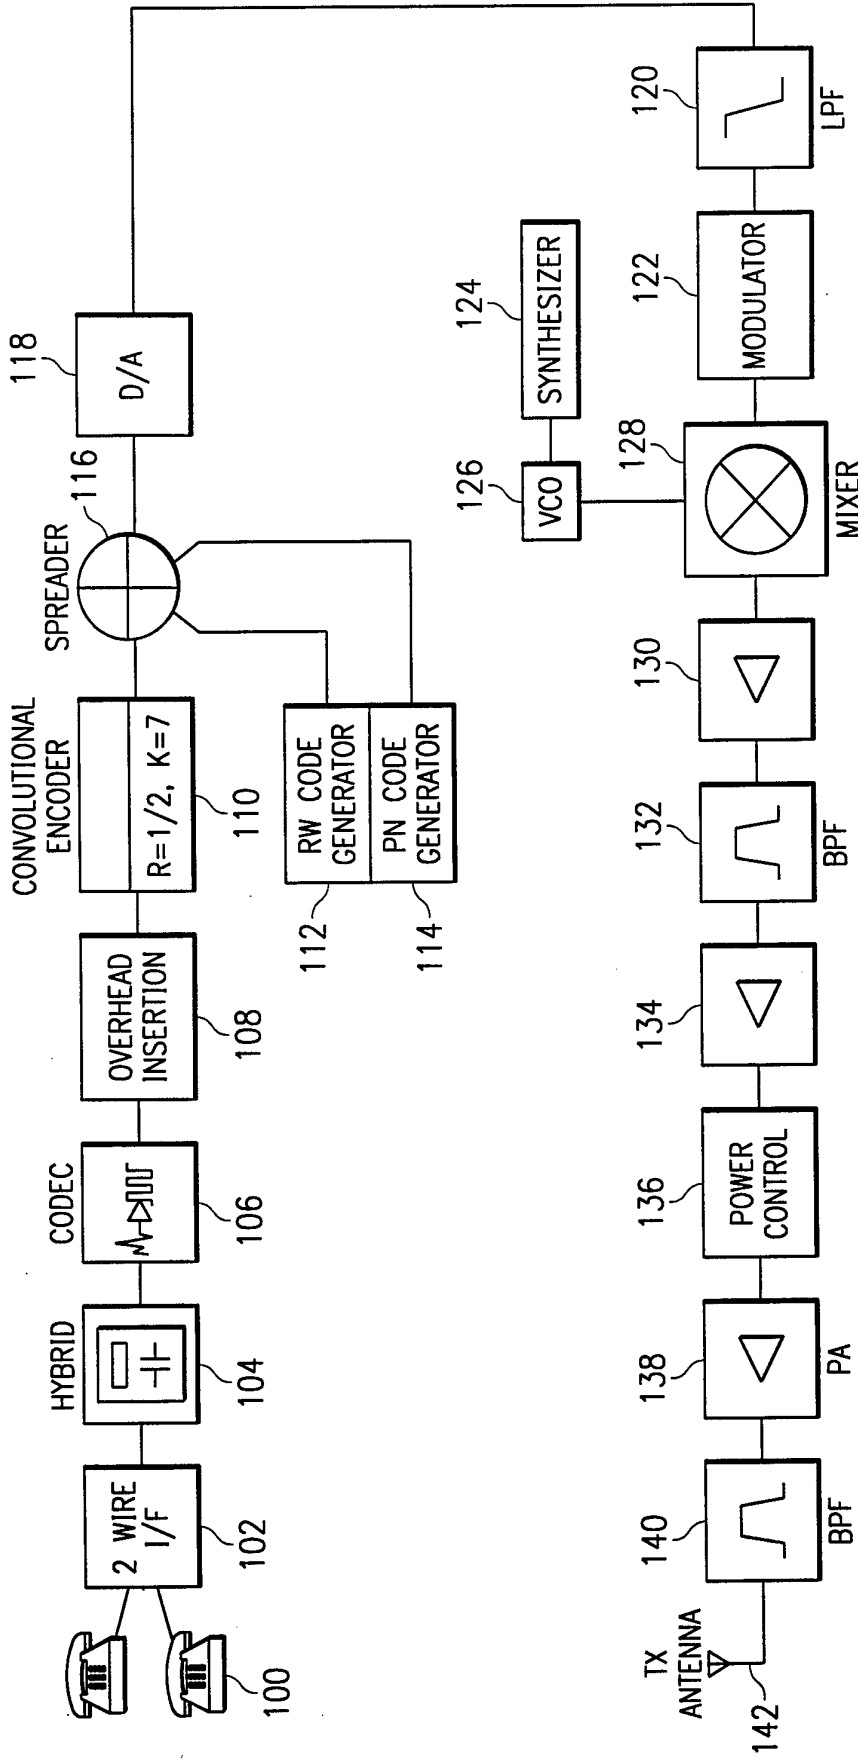 100
2 WIRE
I/F
102
HYBRID
104
CODEC
106
OVERHEAD
INSERTION
108
CONVOLUTIONAL
ENCODER
R=1/2, K=7
110
RW CODE
GENERATOR
PN CODE
GENERATOR
112
114
SPREADER
116
118
D/A
TX
ANTENNA
142
140
BPF
138
PA
136
POWER
CONTROL
134
132
BPF
130
128
MIXER
126
VCO
124
SYNTHESIZER
122
MODULATOR
120
LPF